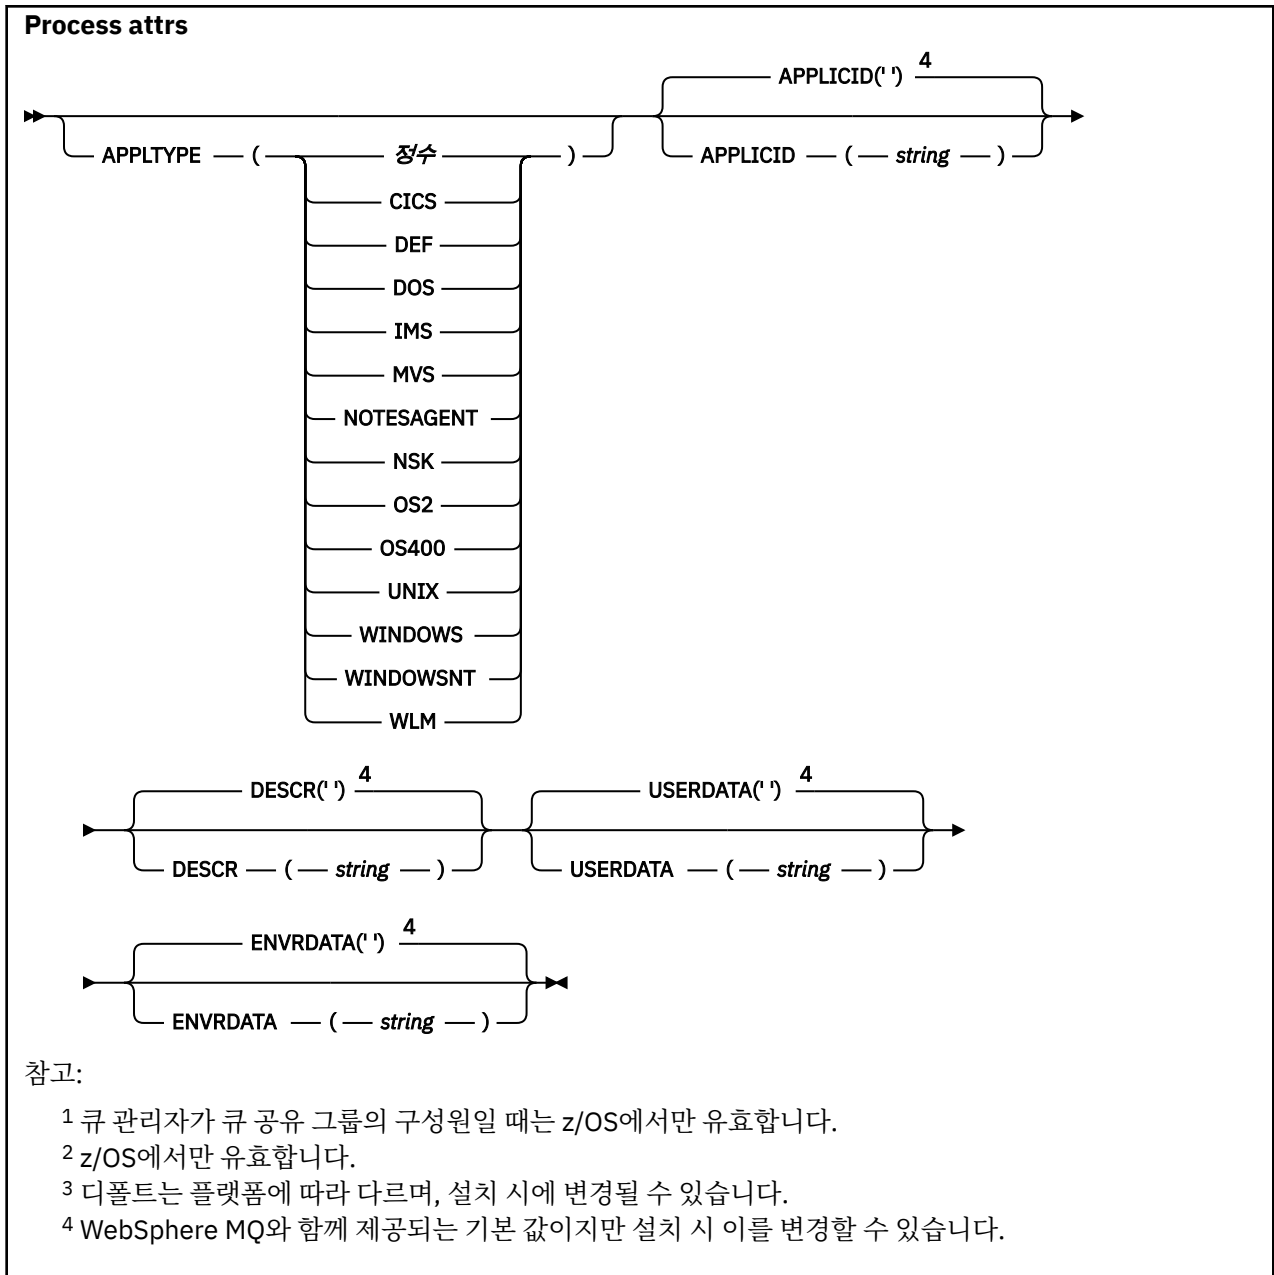 Process attrs
APPLICID(' ') 4
APPLTYPE ( 정수 ) APPLICID ( string )
CICS
DEF
DOS
IMS
MVS
NOTESAGENT
NSK
OS2
OS400
UNIX
WINDOWS
WINDOWSNT
WLM
DESCR(' ') 4 USERDATA(' ') 4
DESCR ( string ) USERDATA ( string )
ENVRDATA(' ') 4
ENVRDATA ( string )
참고:
1 큐 관리자가 큐 공유 그룹의 구성원일 때는 z/OS에서만 유효합니다.
2 z/OS에서만 유효합니다.
3 디폴트는 플랫폼에 따라 다르며, 설치 시에 변경될 수 있습니다.
4 WebSphere MQ와 함께 제공되는 기본 값이지만 설치 시 이를 변경할 수 있습니다.